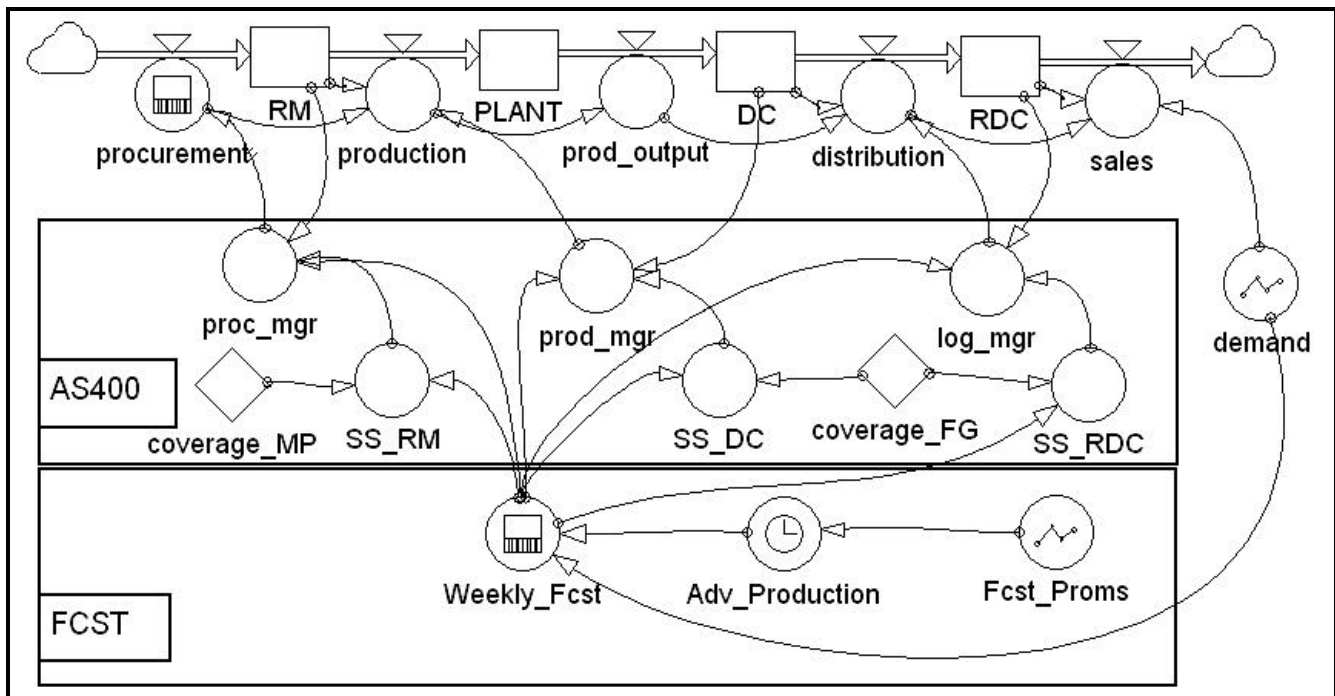 RM
PLANT
DC
RDC
procurement
production
prod_output
distribution
sales
proc_mgr
prod_mgr
log_mgr
demand
AS400
coverage_MP
SS_RM
SS_DC
coverage_FG
SS_RDC
Weekly_Fcst
Adv_Production
Fcst_Proms
FCST